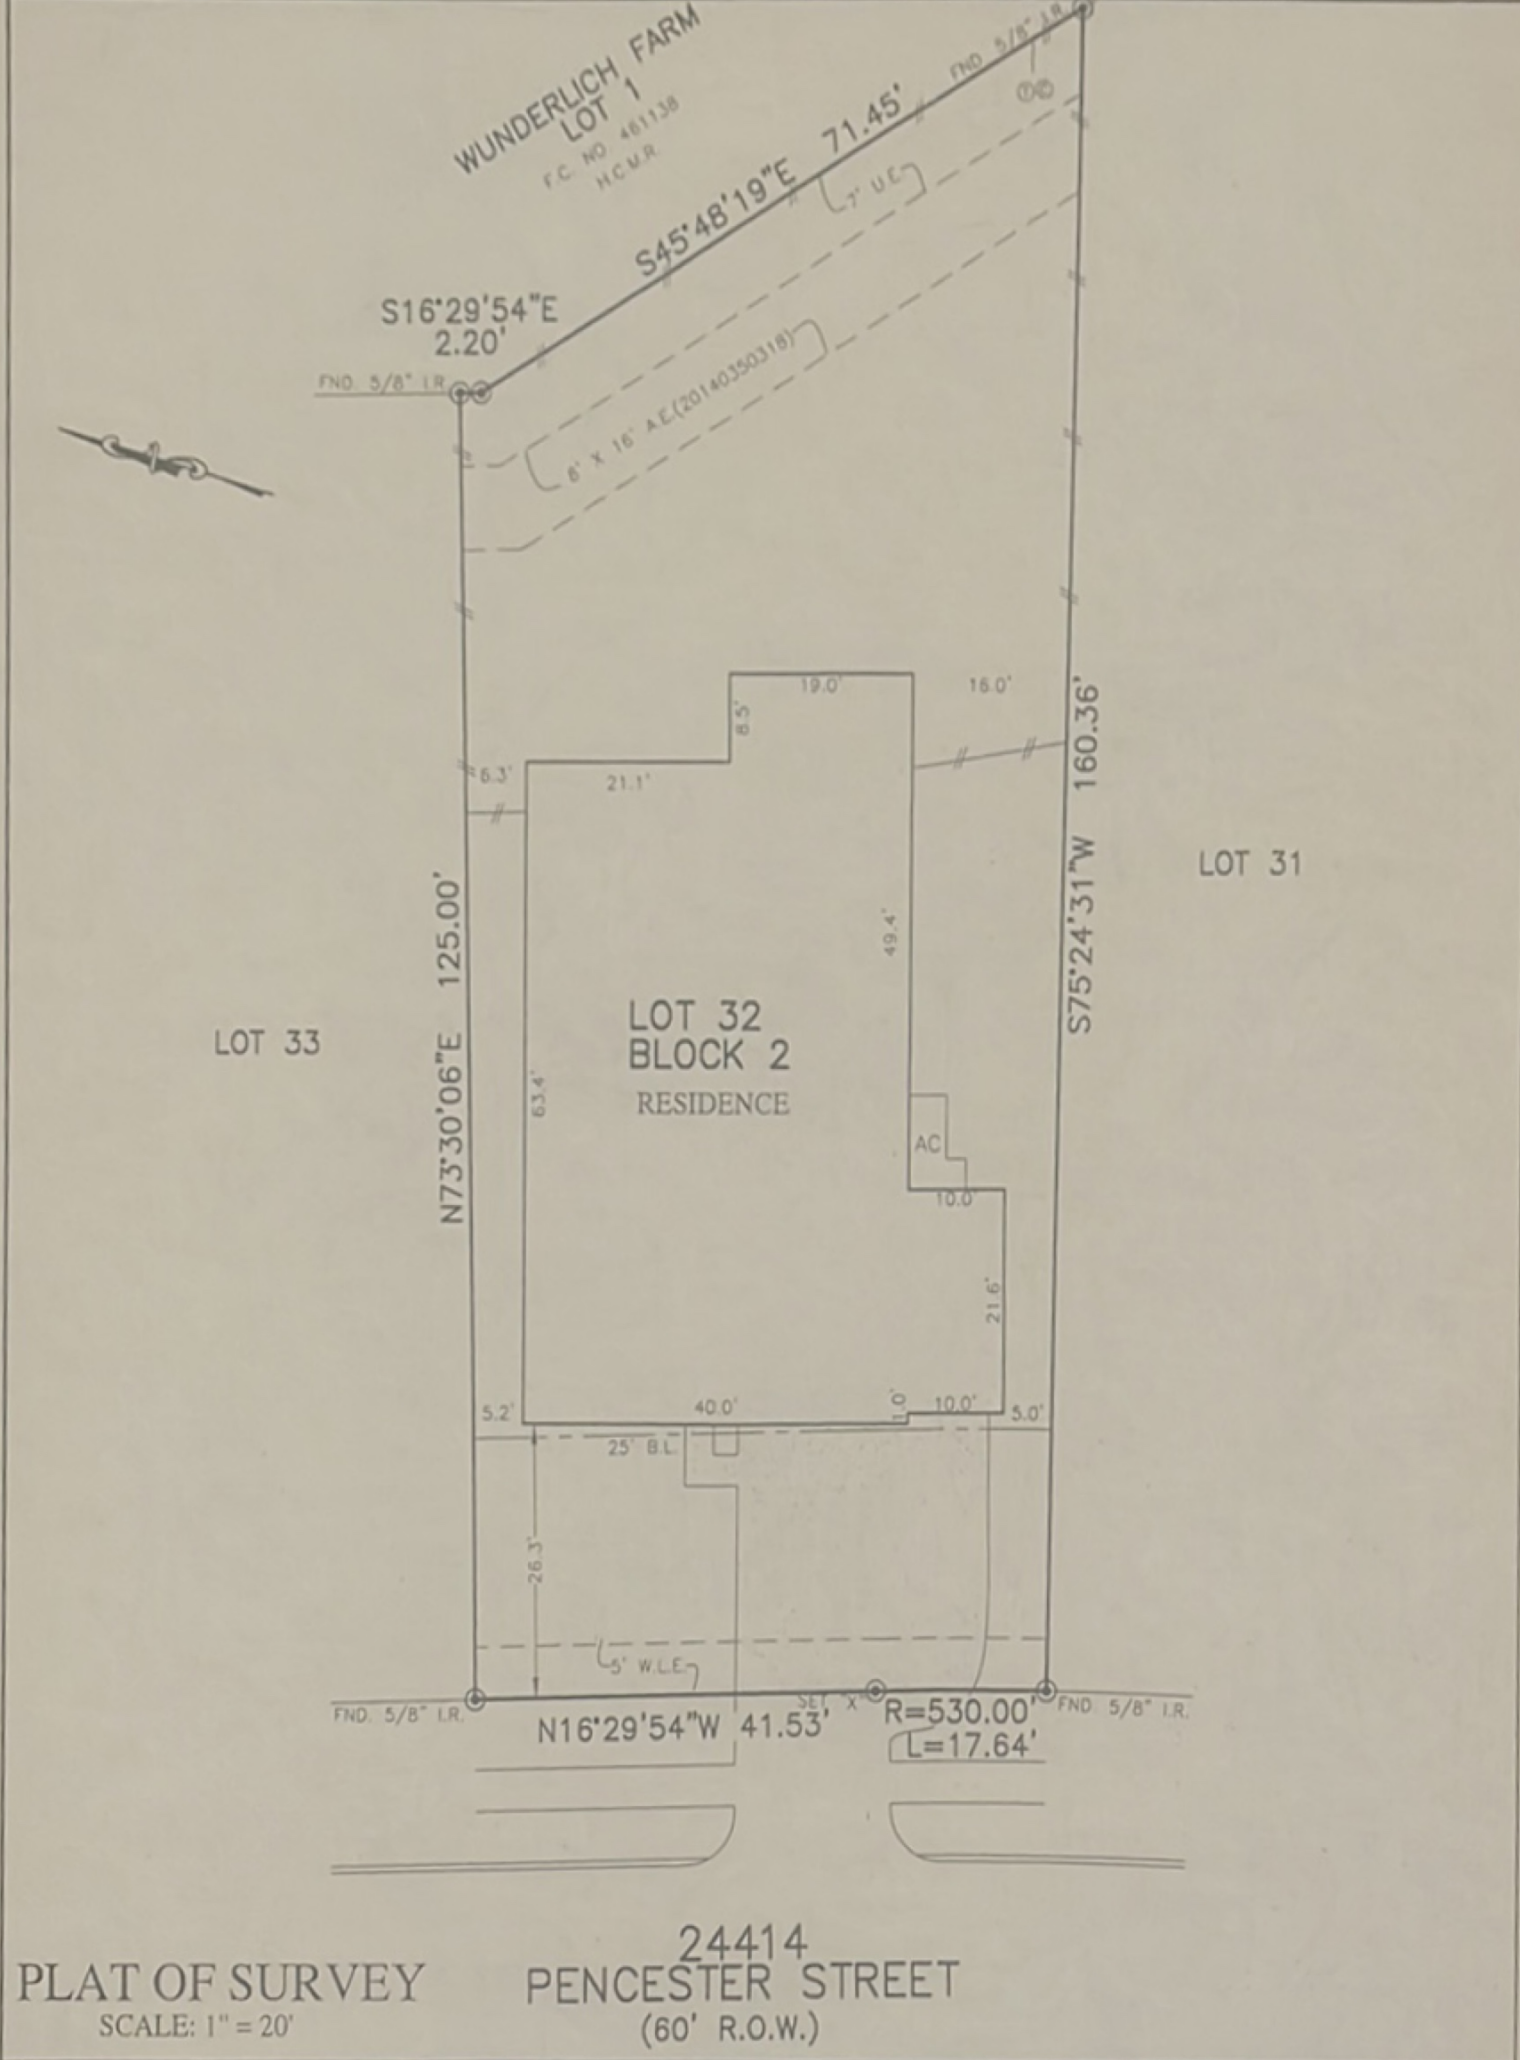 WUNDERLICH FARM
LOT 1
F.C. NO. 461138
H.C.M.R.
FND 5/8" I.R.
71.45'
S45°48'19"E
7' U.E.
S16°29'54"E
2.20'
FND. 5/8" I.R.
8' X 16' A.E.(20140350318)
19.0'
16.0'
8.5'
6.3'
21.1'
160.36'
S75°24'31"W
LOT 31
125.00'
N73°30'06"E
49.4'
LOT 32
BLOCK 2
RESIDENCE
LOT 33
63.4'
AC
10.0'
21.6'
5.2'
40.0'
1.0'
10.0'
5.0'
25' B.L.
26.3'
5' W.L.E.
SET "X"
FND. 5/8" I.R.
N16°29'54"W 41.53'
R=530.00'
L=17.64'
FND. 5/8" I.R.
24414
PENCESTER STREET
(60' R.O.W.)
PLAT OF SURVEY
SCALE: 1" = 20'